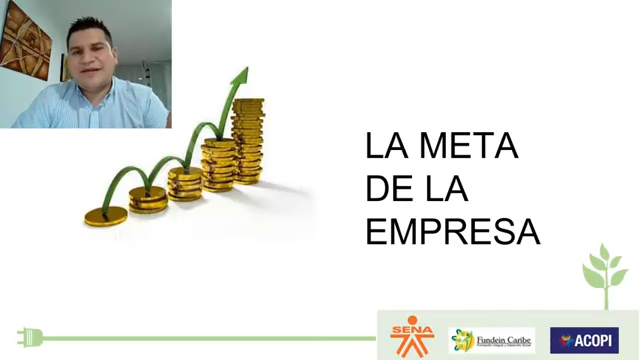 LA META
DE LA
EMPRESA
SENA
Fundein Caribe
ACOPI